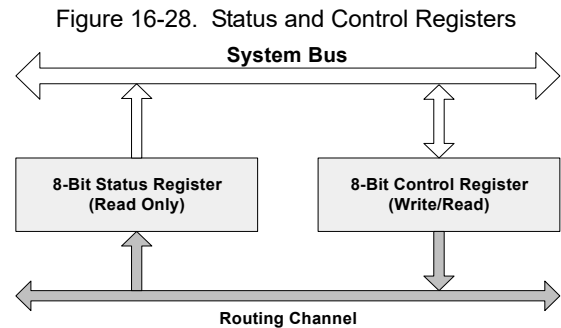 Figure 16-28. Status and Control Registers
System Bus
8-Bit Status Register
(Read Only)
8-Bit Control Register
(Write/Read)
Routing Channel